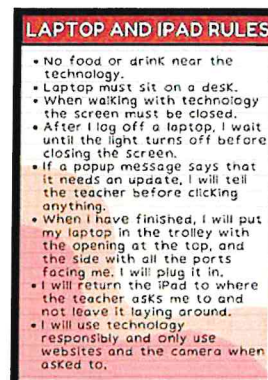 LAPTOP AND IPAD RULES
• No food or drink near the
technology.
• Laptop must sit on a desk.
• When walking with technology
the screen must be closed.
• After I log off a laptop, I wait
until the light turns off before
closing the screen.
• If a popup message says that
it needs an update, I will tell
the teacher before clicking
anything.
• When I have finished, I will put
my laptop in the trolley with
the opening at the top, and
the side with all the ports
facing me. I will plug it in.
• I will return the iPad to where
the teacher asks me to and
not leave it laying around.
• I will use technology
responsibly and only use
websites and the camera when
asked to.